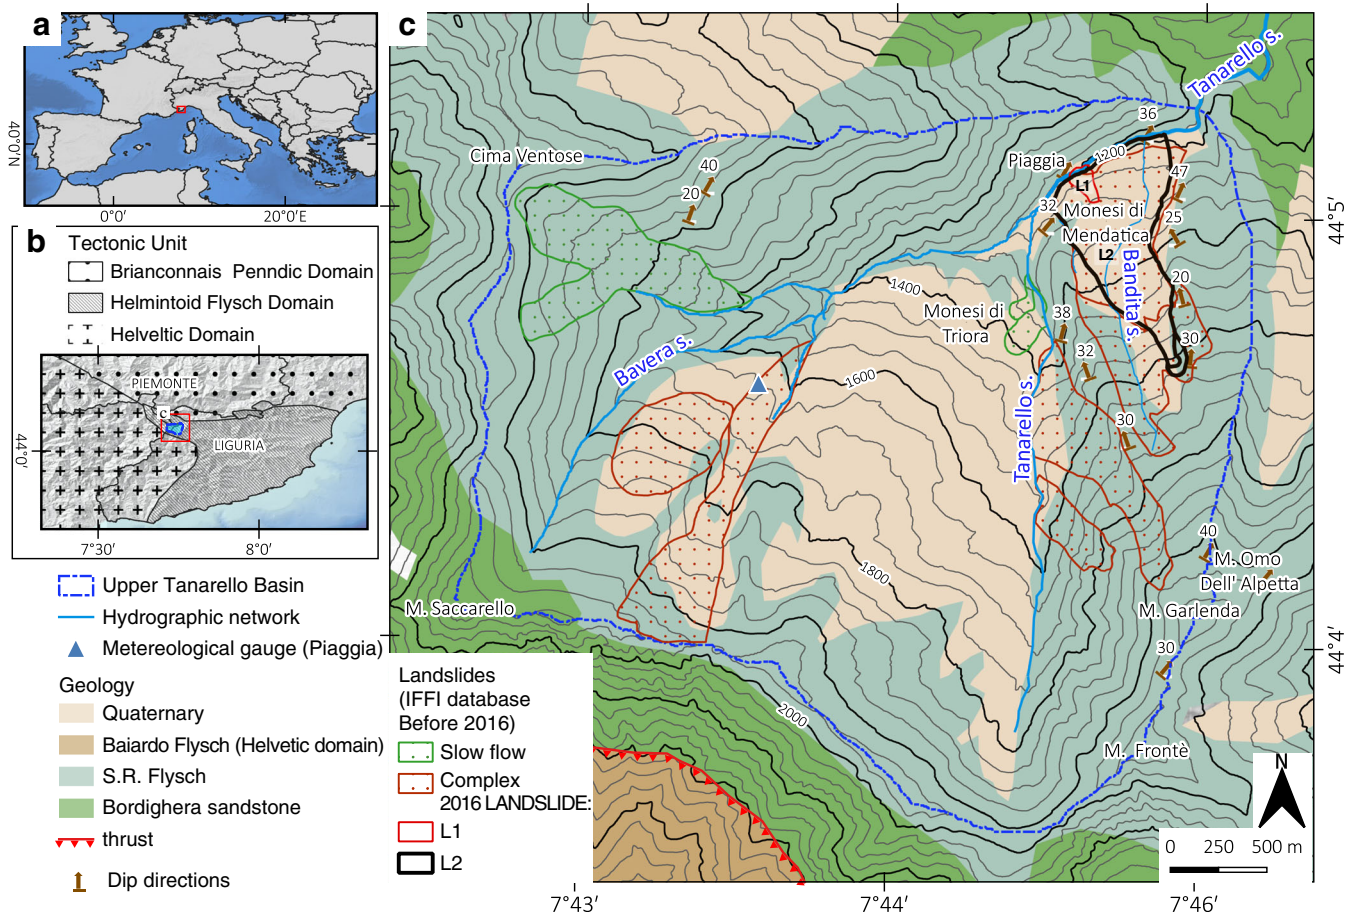 a
40°0'N
0°0'
20°0'E
b
Tectonic Unit
Brianconnais Penndic Domain
Helmintoid Flysch Domain
Helveltic Domain
PIEMONTE
c
LIGURIA
44°0'
7°30'
8°0'
Upper Tanarello Basin
Hydrographic network
Metereological gauge (Piaggia)
Geology
Quaternary
Baiardo Flysch (Helvetic domain)
S.R. Flysch
Bordighera sandstone
thrust
Dip directions
c
Tanarello s.
36
Cima Ventose
40
20
Piaggia
1200
L1
47
32
Monesi di
Mendatica
25
L2
Bandita s.
20
1400
Monesi di
Triora
38
32
30
Bavera s.
1600
30
Tanarello s.
40
M. Omo
Dell' Alpetta
1800
M. Saccarello
M. Garlenda
30
2000
M. Frontè
Landslides
(IFFI database
Before 2016)
Slow flow
Complex
2016 LANDSLIDE:
L1
L2
N
0 250 500 m
44°5'
44°4'
7°43'
7°44'
7°46'